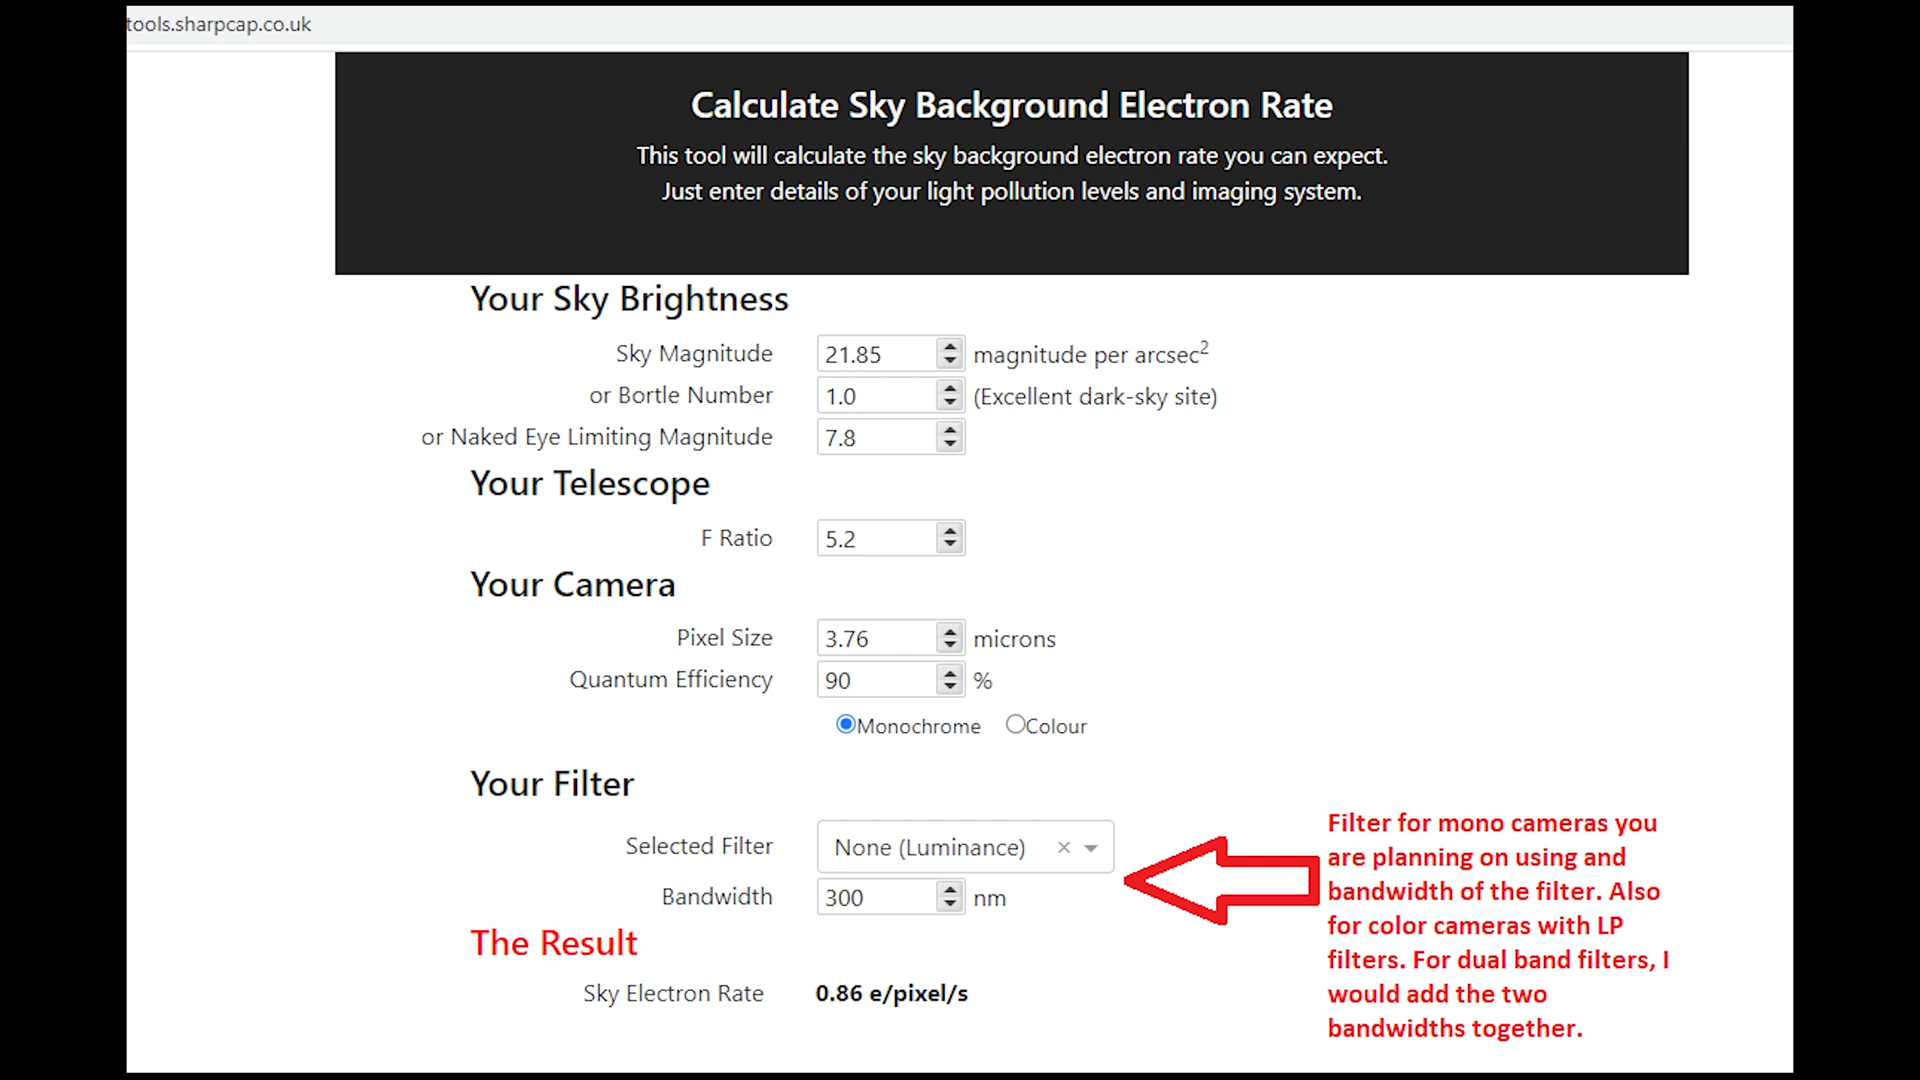 tools.sharpcap.co.uk
Calculate Sky Background Electron Rate
This tool will calculate the sky background electron rate you can expect.
Just enter details of your light pollution levels and imaging system.
Your Sky Brightness
Sky Magnitude 21.85 magnitude per arcsec²
or Bortle Number 1.0 (Excellent dark-sky site)
or Naked Eye Limiting Magnitude 7.8
Your Telescope
F Ratio 5.2
Your Camera
Pixel Size 3.76 microns
Quantum Efficiency 90 %
Monochrome Colour
Your Filter
Selected Filter None (Luminance) ×
Bandwidth 300 nm
The Result
Sky Electron Rate 0.86 e/pixel/s
Filter for mono cameras you
are planning on using and
bandwidth of the filter. Also
for color cameras with LP
filters. For dual band filters, I
would add the two
bandwidths together.